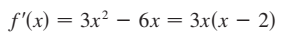 f′(x) = 3x² − 6x = 3x(x − 2)